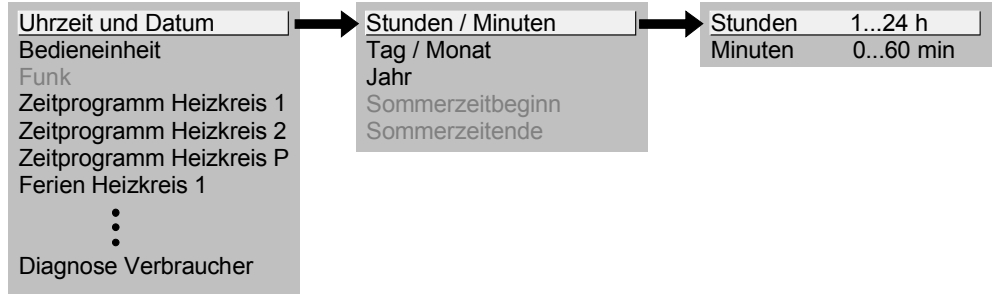 Uhrzeit und Datum
Bedieneinheit
Funk
Zeitprogramm Heizkreis 1
Zeitprogramm Heizkreis 2
Zeitprogramm Heizkreis P
Ferien Heizkreis 1
Diagnose Verbraucher
Stunden / Minuten
Tag / Monat
Jahr
Sommerzeitbeginn
Sommerzeitende
Stunden 1...24 h
Minuten 0...60 min